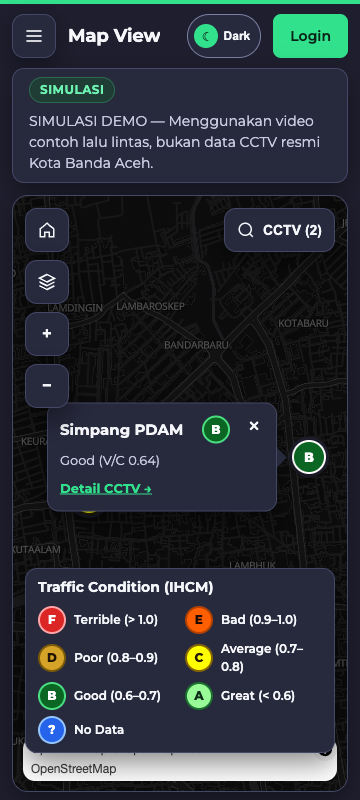 Map View
Dark
Login
SIMULASI
SIMULASI DEMO — Menggunakan video
contoh lalu lintas, bukan data CCTV resmi
Kota Banda Aceh.
CCTV (2)
LAMDINGIN
LAMBAROSKEP
KOTABARU
BANDARBARU
+
−
Simpang PDAM
B
×
Good (V/C 0.64)
B
Detail CCTV →
LAMBHUK
Traffic Condition (IHCM)
F Terrible (> 1.0)
E Bad (0.9–1.0)
D Poor (0.8–0.9)
C Average (0.7–
0.8)
B Good (0.6–0.7)
A Great (< 0.6)
? No Data
OpenStreetMap